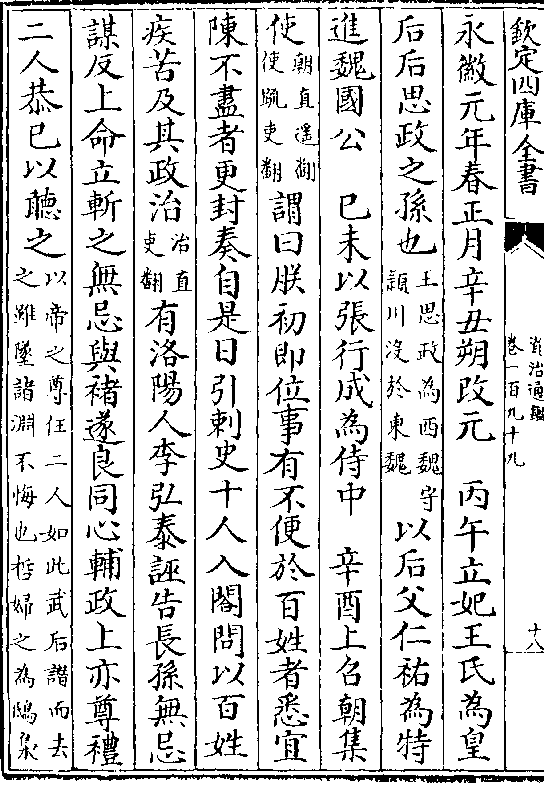 欽定四庫全書
資治通鑑
卷一百九十九
十八
永徽元年春正月辛丑朔改元　丙午立妃王氏為皇
后后思政之孫也王思政為西魏守潁川沒於東魏以后父仁祐為特
進魏國公　已未以張行成為侍中　辛酉上召朝集
使朝直遥翻使疏吏翻謂曰朕初即位事有不便於百姓者悉宜
陳不盡者更封奏自是日引刺史十人入閤問以百姓
疾苦及其政治治直吏翻有洛陽人李弘泰誣告長孫無忌
謀反上命立斬之無忌與禇遂良同心輔政上亦尊禮
二人恭已以聽之以帝之尊任二人如此武后譖而去之雖墜諸淵不悔也哲婦之為鴟梟